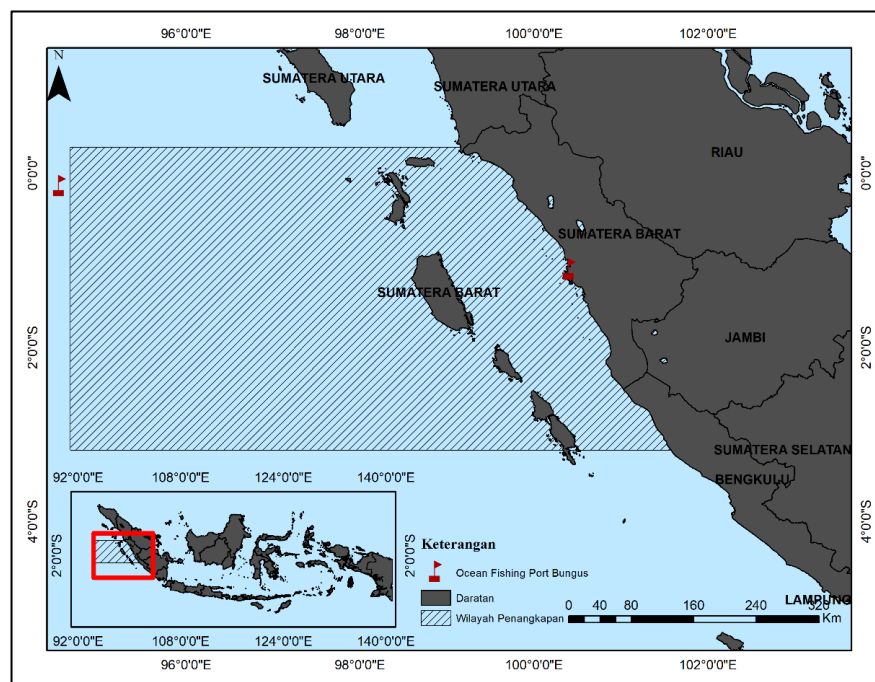 96°0'0"E 98°0'0"E 100°0'0"E 102°0'0"E
N
SUMATERA UTARA
SUMATERA UTARA
RIAU
0°0'0"
0°0'0"
SUMATERA BARAT
SUMATERA BARAT
JAMBI
2°0'0"S
2°0'0"S
SUMATERA SELATAN
BENGKULU
92°0'0"E 108°0'0"E 124°0'0"E 140°0'0"E
4°0'0"S
4°0'0"S
2°0'0"S
2°0'0"S
Keterangan
Ocean Fishing Port Bungus
Daratan
Wilayah Penangkapan
LAMPUNG
0 40 80 160 240 320
Km
92°0'0"E 108°0'0"E 124°0'0"E 140°0'0"E
96°0'0"E 98°0'0"E 100°0'0"E 102°0'0"E